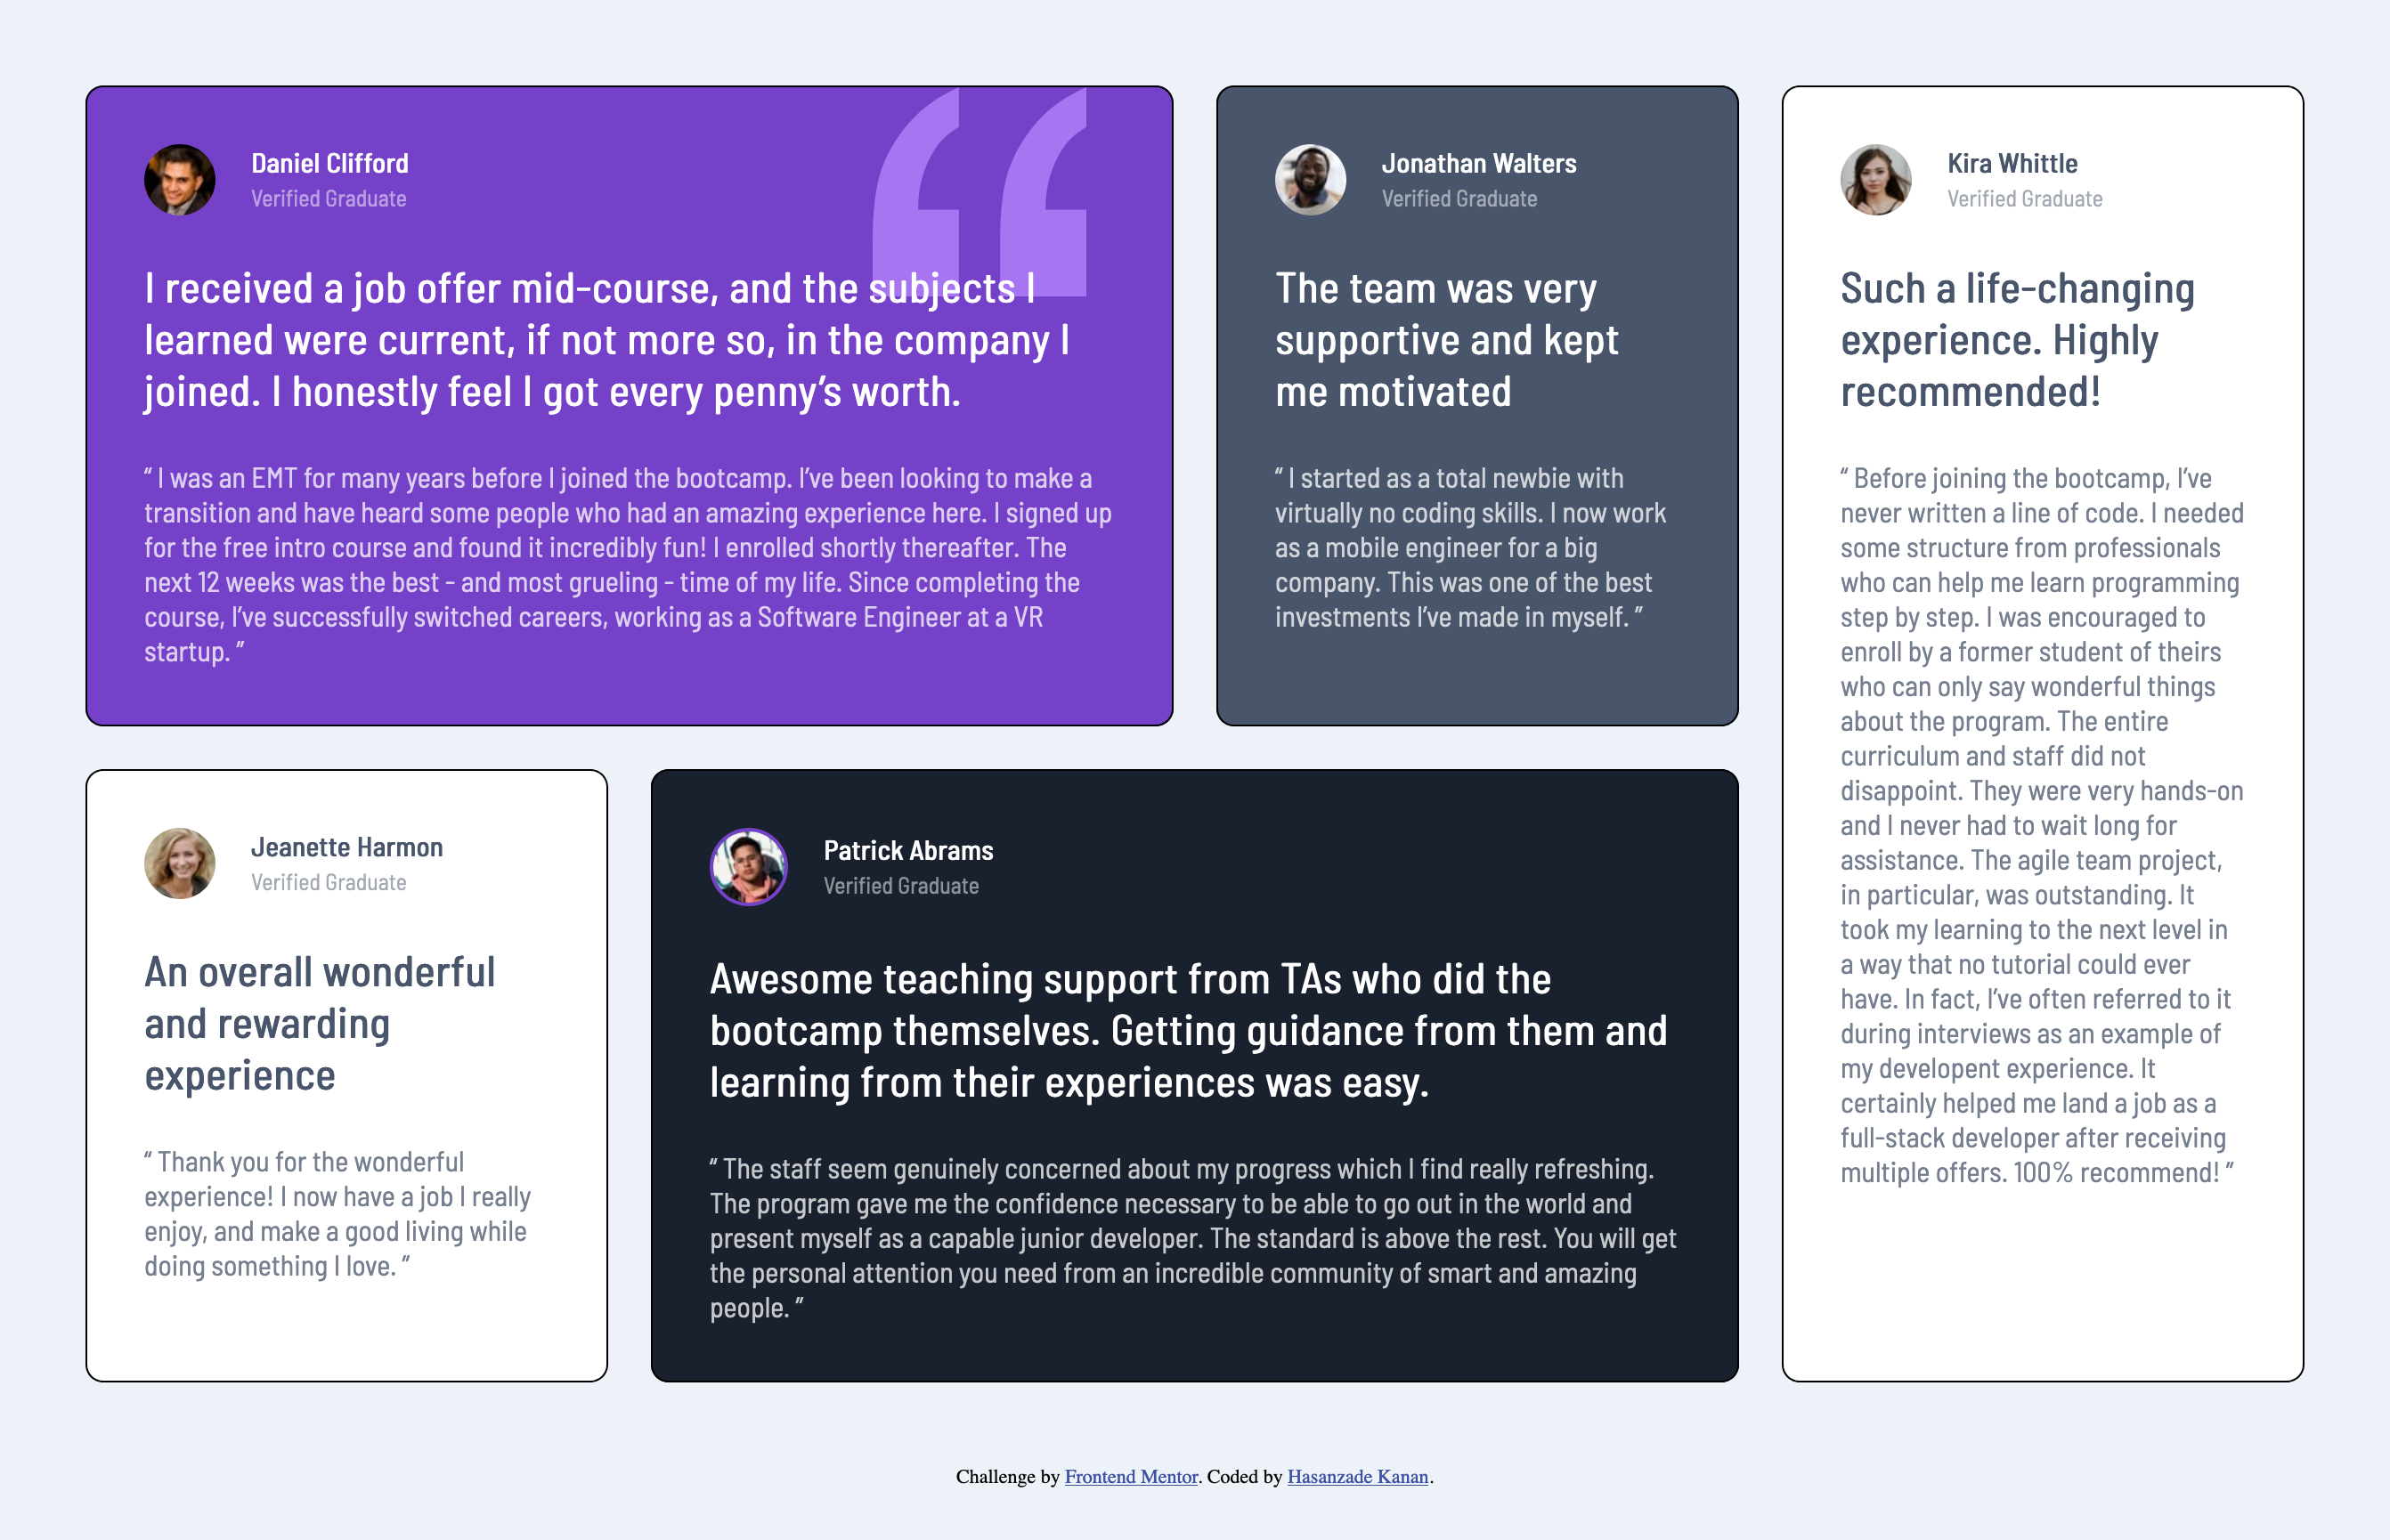 Daniel Clifford
Verified Graduate
I received a job offer mid-course, and the subjects I
learned were current, if not more so, in the company I
joined. I honestly feel I got every penny’s worth.
“ I was an EMT for many years before I joined the bootcamp. I’ve been looking to make a
transition and have heard some people who had an amazing experience here. I signed up
for the free intro course and found it incredibly fun! I enrolled shortly thereafter. The
next 12 weeks was the best - and most grueling - time of my life. Since completing the
course, I’ve successfully switched careers, working as a Software Engineer at a VR
startup. ”
Jonathan Walters
Verified Graduate
The team was very
supportive and kept
me motivated
“ I started as a total newbie with
virtually no coding skills. I now work
as a mobile engineer for a big
company. This was one of the best
investments I’ve made in myself. ”
Kira Whittle
Verified Graduate
Such a life-changing
experience. Highly
recommended!
“ Before joining the bootcamp, I’ve
never written a line of code. I needed
some structure from professionals
who can help me learn programming
step by step. I was encouraged to
enroll by a former student of theirs
who can only say wonderful things
about the program. The entire
curriculum and staff did not
disappoint. They were very hands-on
and I never had to wait long for
assistance. The agile team project,
in particular, was outstanding. It
took my learning to the next level in
a way that no tutorial could ever
have. In fact, I’ve often referred to it
during interviews as an example of
my developent experience. It
certainly helped me land a job as a
full-stack developer after receiving
multiple offers. 100% recommend! ”
Jeanette Harmon
Verified Graduate
An overall wonderful
and rewarding
experience
“ Thank you for the wonderful
experience! I now have a job I really
enjoy, and make a good living while
doing something I love. ”
Patrick Abrams
Verified Graduate
Awesome teaching support from TAs who did the
bootcamp themselves. Getting guidance from them and
learning from their experiences was easy.
“ The staff seem genuinely concerned about my progress which I find really refreshing.
The program gave me the confidence necessary to be able to go out in the world and
present myself as a capable junior developer. The standard is above the rest. You will get
the personal attention you need from an incredible community of smart and amazing
people. ”
Challenge by Frontend Mentor. Coded by Hasanzade Kanan.